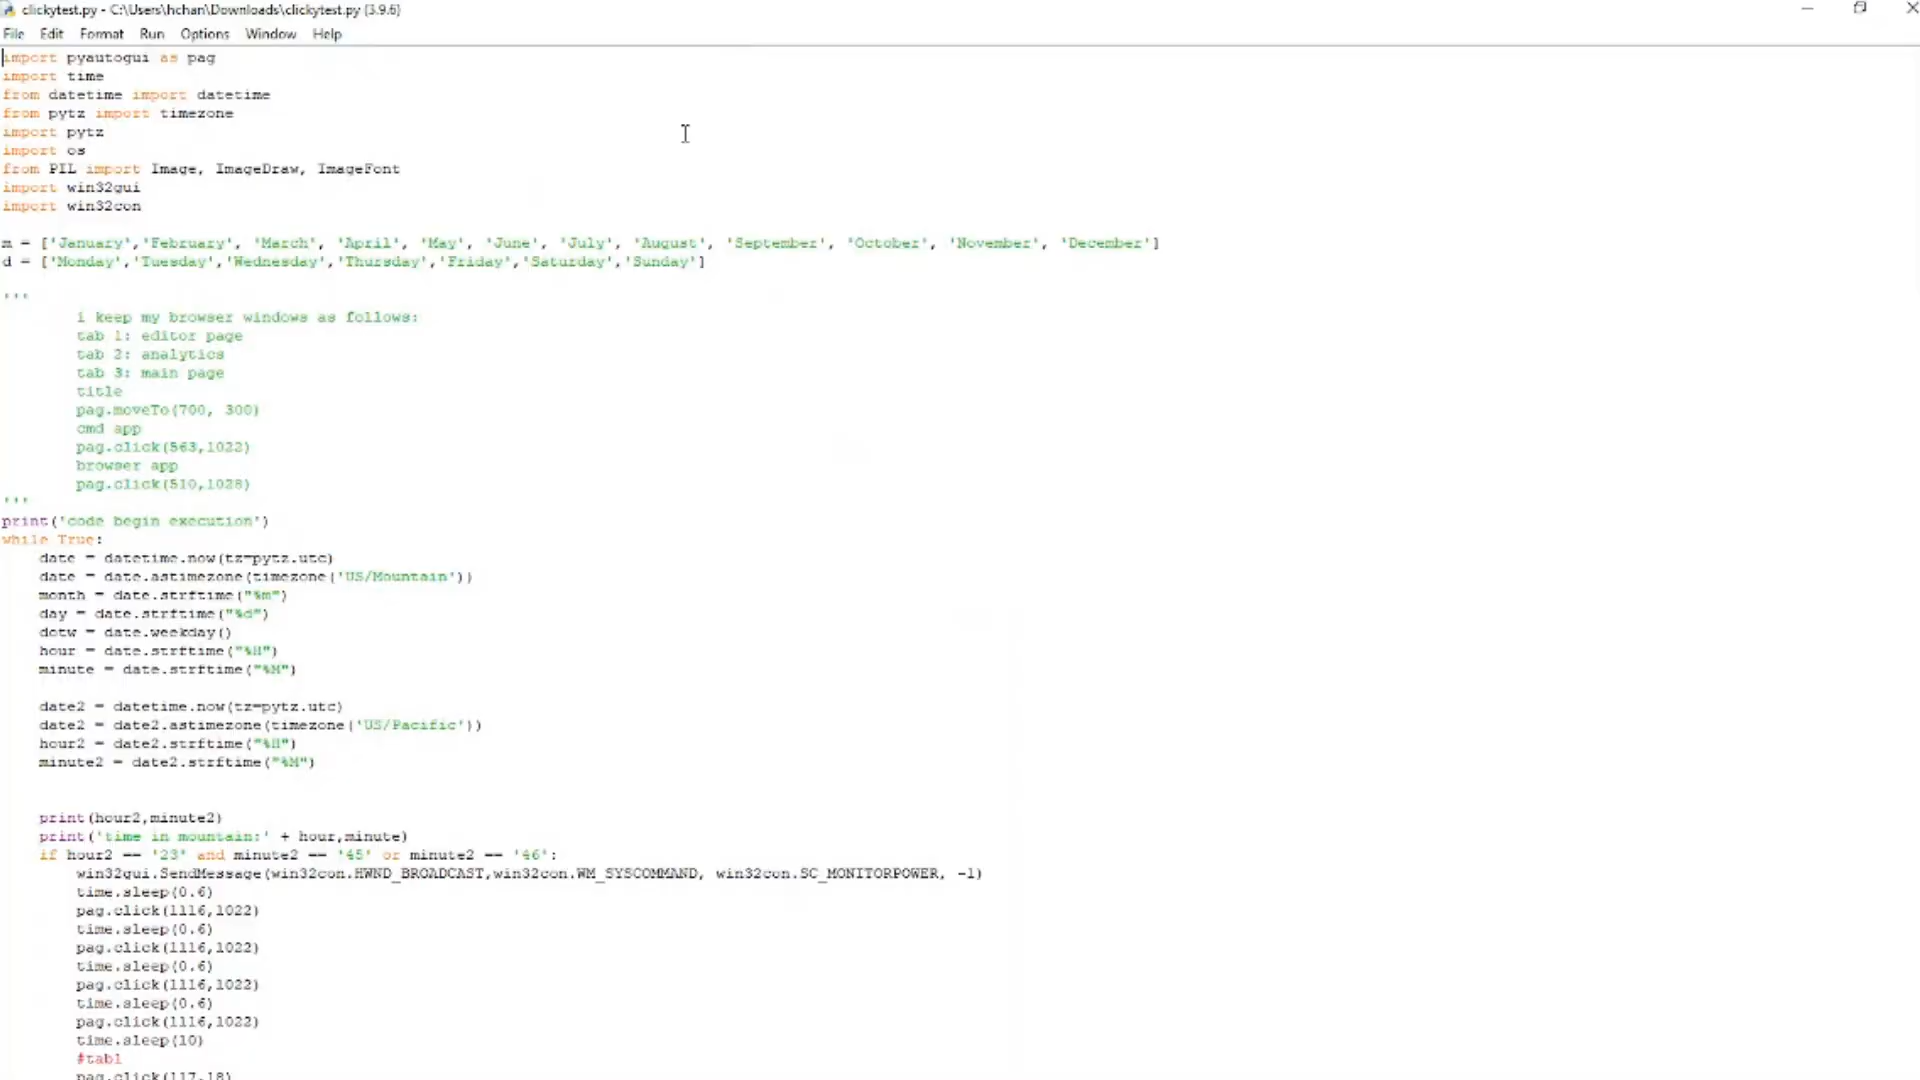 clickytest.py - C:\Users\hchan\Downloads\clickytest.py (3.9.6)
File Edit Format Run Options Window Help
import pyautogui as pag
import time
from datetime import datetime
from pytz import timezone
import pytz
import os
from PIL import Image, ImageDraw, ImageFont
import win32gui
import win32con
m = ['January','February', 'March', 'April', 'May', 'June', 'July', 'August', 'September', 'October', 'November', 'December']
d = ['Monday','Tuesday','Wednesday','Thursday','Friday','Saturday','Sunday']
'''
i keep my browser windows as follows:
tab 1: editor page
tab 2: analytics
tab 3: main page
title
pag.moveTo(700, 300)
cmd app
pag.click(563,1022)
browser app
pag.click(510,1028)
'''
print('code begin execution')
while True:
date = datetime.now(tz=pytz.utc)
date = date.astimezone(timezone('US/Mountain'))
month = date.strftime("%m")
day = date.strftime("%d")
dotw = date.weekday()
hour = date.strftime("%H")
minute = date.strftime("%M")
date2 = datetime.now(tz=pytz.utc)
date2 = date2.astimezone(timezone('US/Pacific'))
hour2 = date2.strftime("%H")
minute2 = date2.strftime("%M")
print(hour2,minute2)
print('time in mountain:' + hour,minute)
if hour2 == '23' and minute2 == '45' or minute2 == '46':
win32gui.SendMessage(win32con.HWND_BROADCAST,win32con.WM_SYSCOMMAND, win32con.SC_MONITORPOWER, -1)
time.sleep(0.6)
pag.click(1116,1022)
time.sleep(0.6)
pag.click(1116,1022)
time.sleep(0.6)
pag.click(1116,1022)
time.sleep(0.6)
pag.click(1116,1022)
time.sleep(10)
#tab1
pag.click(117,18)